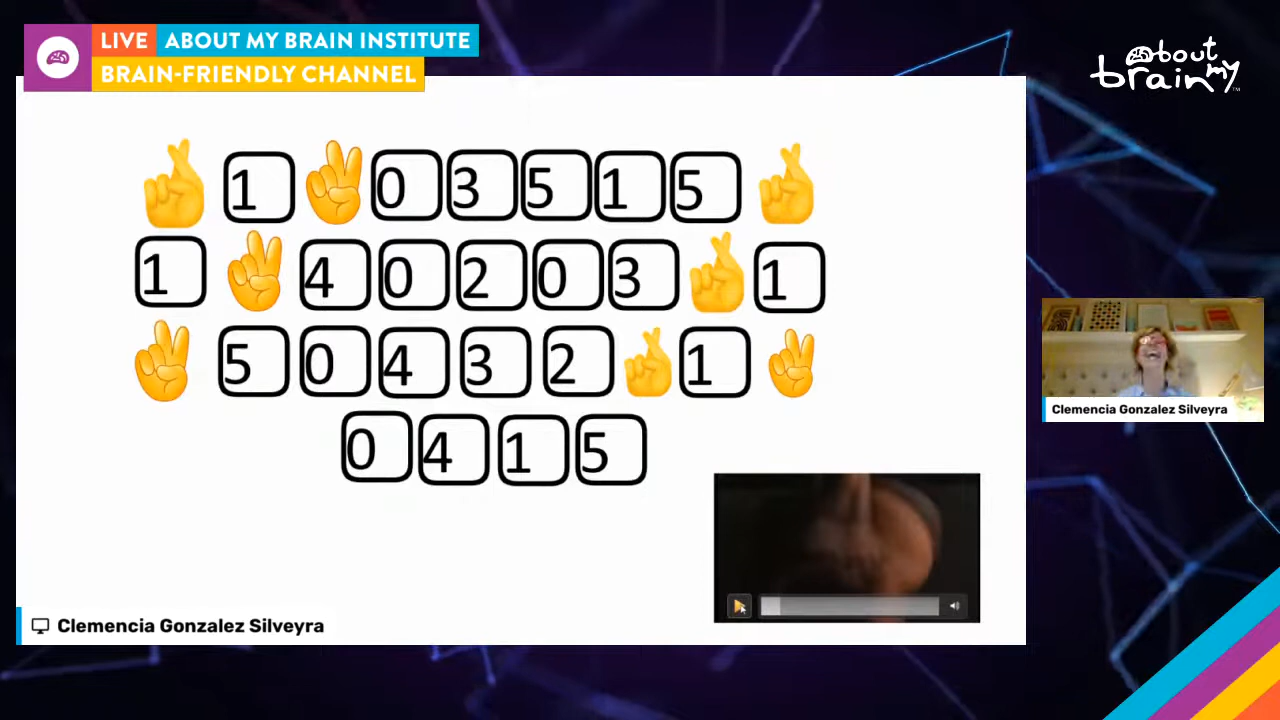 LIVE ABOUT MY BRAIN INSTITUTE
BRAIN-FRIENDLY CHANNEL
about my brain™
1 0 3 5 1 5
1 4 0 2 0 3 1
5 0 4 3 2 1
0 4 1 5
Clemencia Gonzalez Silveyra
Clemencia Gonzalez Silveyra